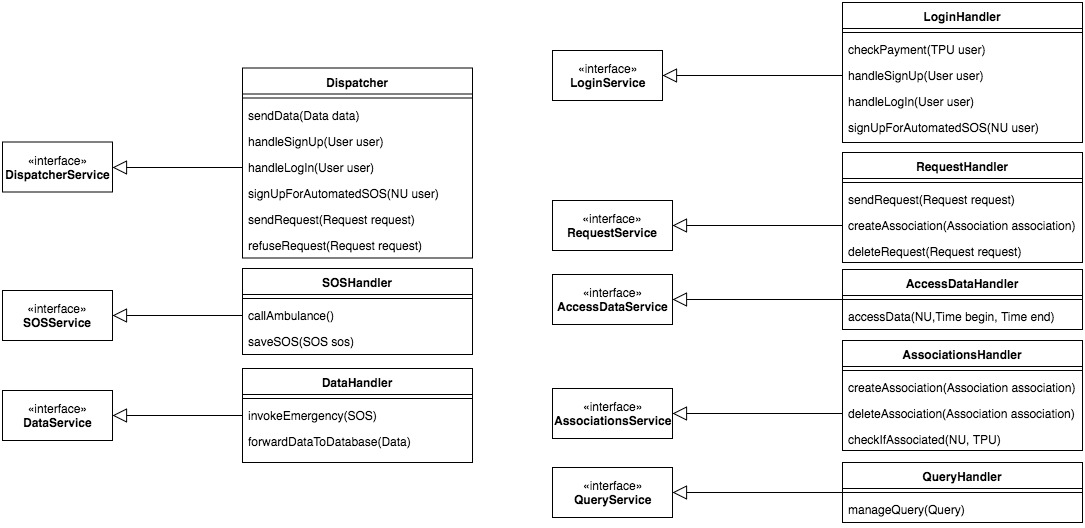 «interface»
DispatcherService
Dispatcher
sendData(Data data)
handleSignUp(User user)
handleLogIn(User user)
signUpForAutomatedSOS(NU user)
sendRequest(Request request)
refuseRequest(Request request)
«interface»
SOSService
SOSHandler
callAmbulance()
saveSOS(SOS sos)
«interface»
DataService
DataHandler
invokeEmergency(SOS)
forwardDataToDatabase(Data)
«interface»
LoginService
LoginHandler
checkPayment(TPU user)
handleSignUp(User user)
handleLogIn(User user)
signUpForAutomatedSOS(NU user)
«interface»
RequestService
RequestHandler
sendRequest(Request request)
createAssociation(Association association)
deleteRequest(Request request)
«interface»
AccessDataService
AccessDataHandler
accessData(NU,Time begin, Time end)
«interface»
AssociationsService
AssociationsHandler
createAssociation(Association association)
deleteAssociation(Association association)
checkIfAssociated(NU, TPU)
«interface»
QueryService
QueryHandler
manageQuery(Query)